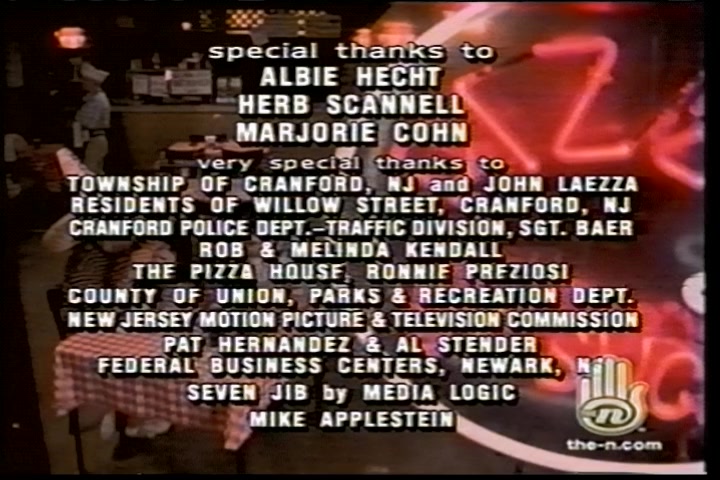 special thanks to
ALBIE HECHT
HERB SCANNELL
MARJORIE COHN
very special thanks to
TOWNSHIP OF CRANFORD, NJ and JOHN LAEZZA
RESIDENTS OF WILLOW STREET, CRANFORD, NJ
CRANFORD POLICE DEPT.–TRAFFIC DIVISION, SGT. BAER
ROB & MELINDA KENDALL
THE PIZZA HOUSE, RONNIE PREZIOSI
COUNTY OF UNION, PARKS & RECREATION DEPT.
NEW JERSEY MOTION PICTURE & TELEVISION COMMISSION
PAT HERNANDEZ & AL STENDER
FEDERAL BUSINESS CENTERS, NEWARK,
SEVEN JIB by MEDIA LOGIC
MIKE APPLESTEIN
n
the-n.com